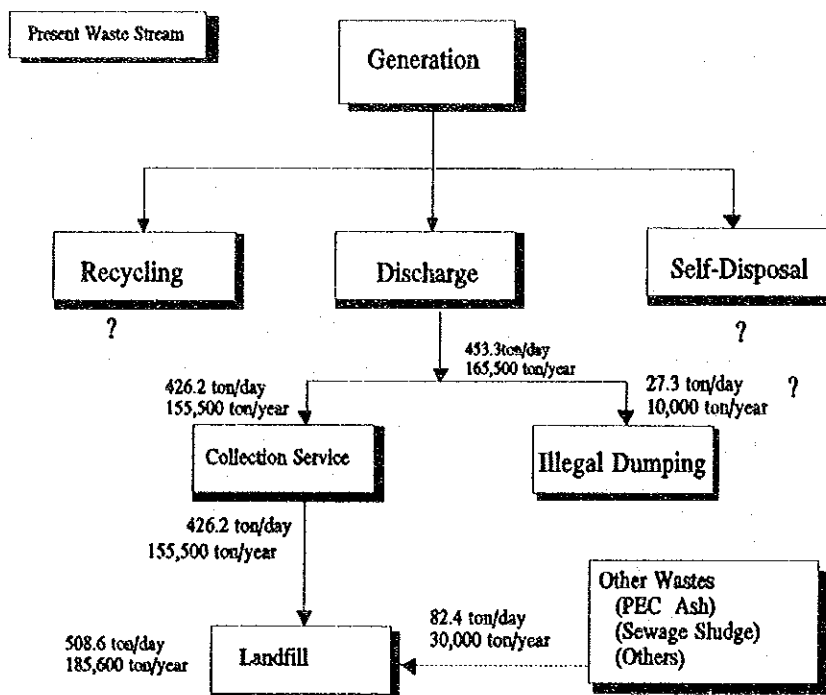 Present Waste Stream
Generation
Recycling
Discharge
Self-Disposal
?
?
453.3ton/day
165,500 ton/year
426.2 ton/day
155,500 ton/year
27.3 ton/day
10,000 ton/year
?
Collection Service
Illegal Dumping
426.2 ton/day
155,500 ton/year
Other Wastes
(PEC Ash)
(Sewage Sludge)
(Others)
82.4 ton/day
30,000 ton/year
508.6 ton/day
185,600 ton/year
Landfill